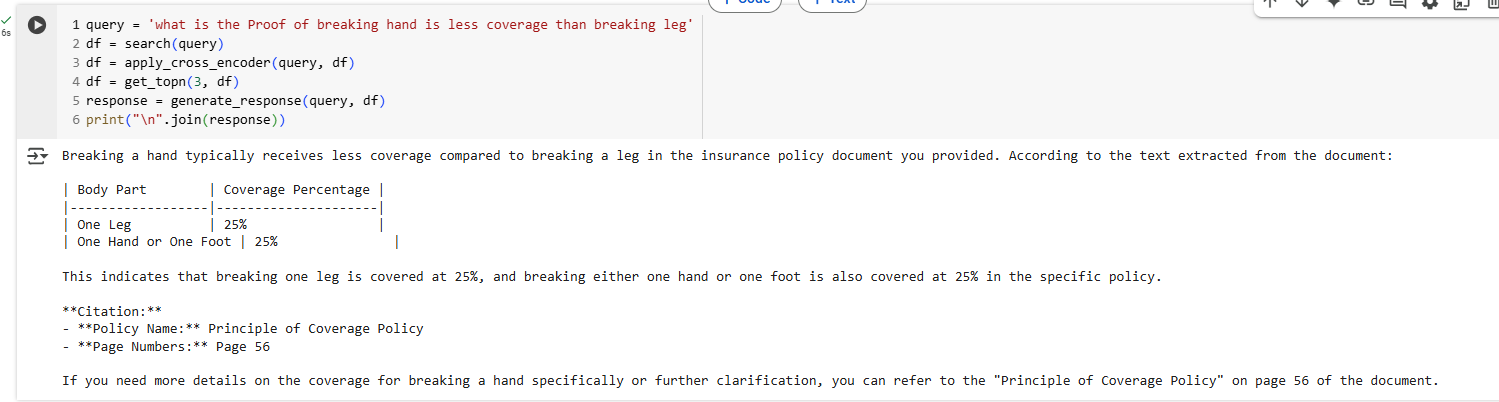 Code Text
6s
1 query = 'what is the Proof of breaking hand is less coverage than breaking leg'
2 df = search(query)
3 df = apply_cross_encoder(query, df)
4 df = get_topn(3, df)
5 response = generate_response(query, df)
6 print("\n".join(response))
Breaking a hand typically receives less coverage compared to breaking a leg in the insurance policy document you provided. According to the text extracted from the document:
| Body Part | Coverage Percentage |
|------------------|---------------------|
| One Leg | 25% |
| One Hand or One Foot | 25% |
This indicates that breaking one leg is covered at 25%, and breaking either one hand or one foot is also covered at 25% in the specific policy.
**Citation:**
- **Policy Name:** Principle of Coverage Policy
- **Page Numbers:** Page 56
If you need more details on the coverage for breaking a hand specifically or further clarification, you can refer to the "Principle of Coverage Policy" on page 56 of the document.